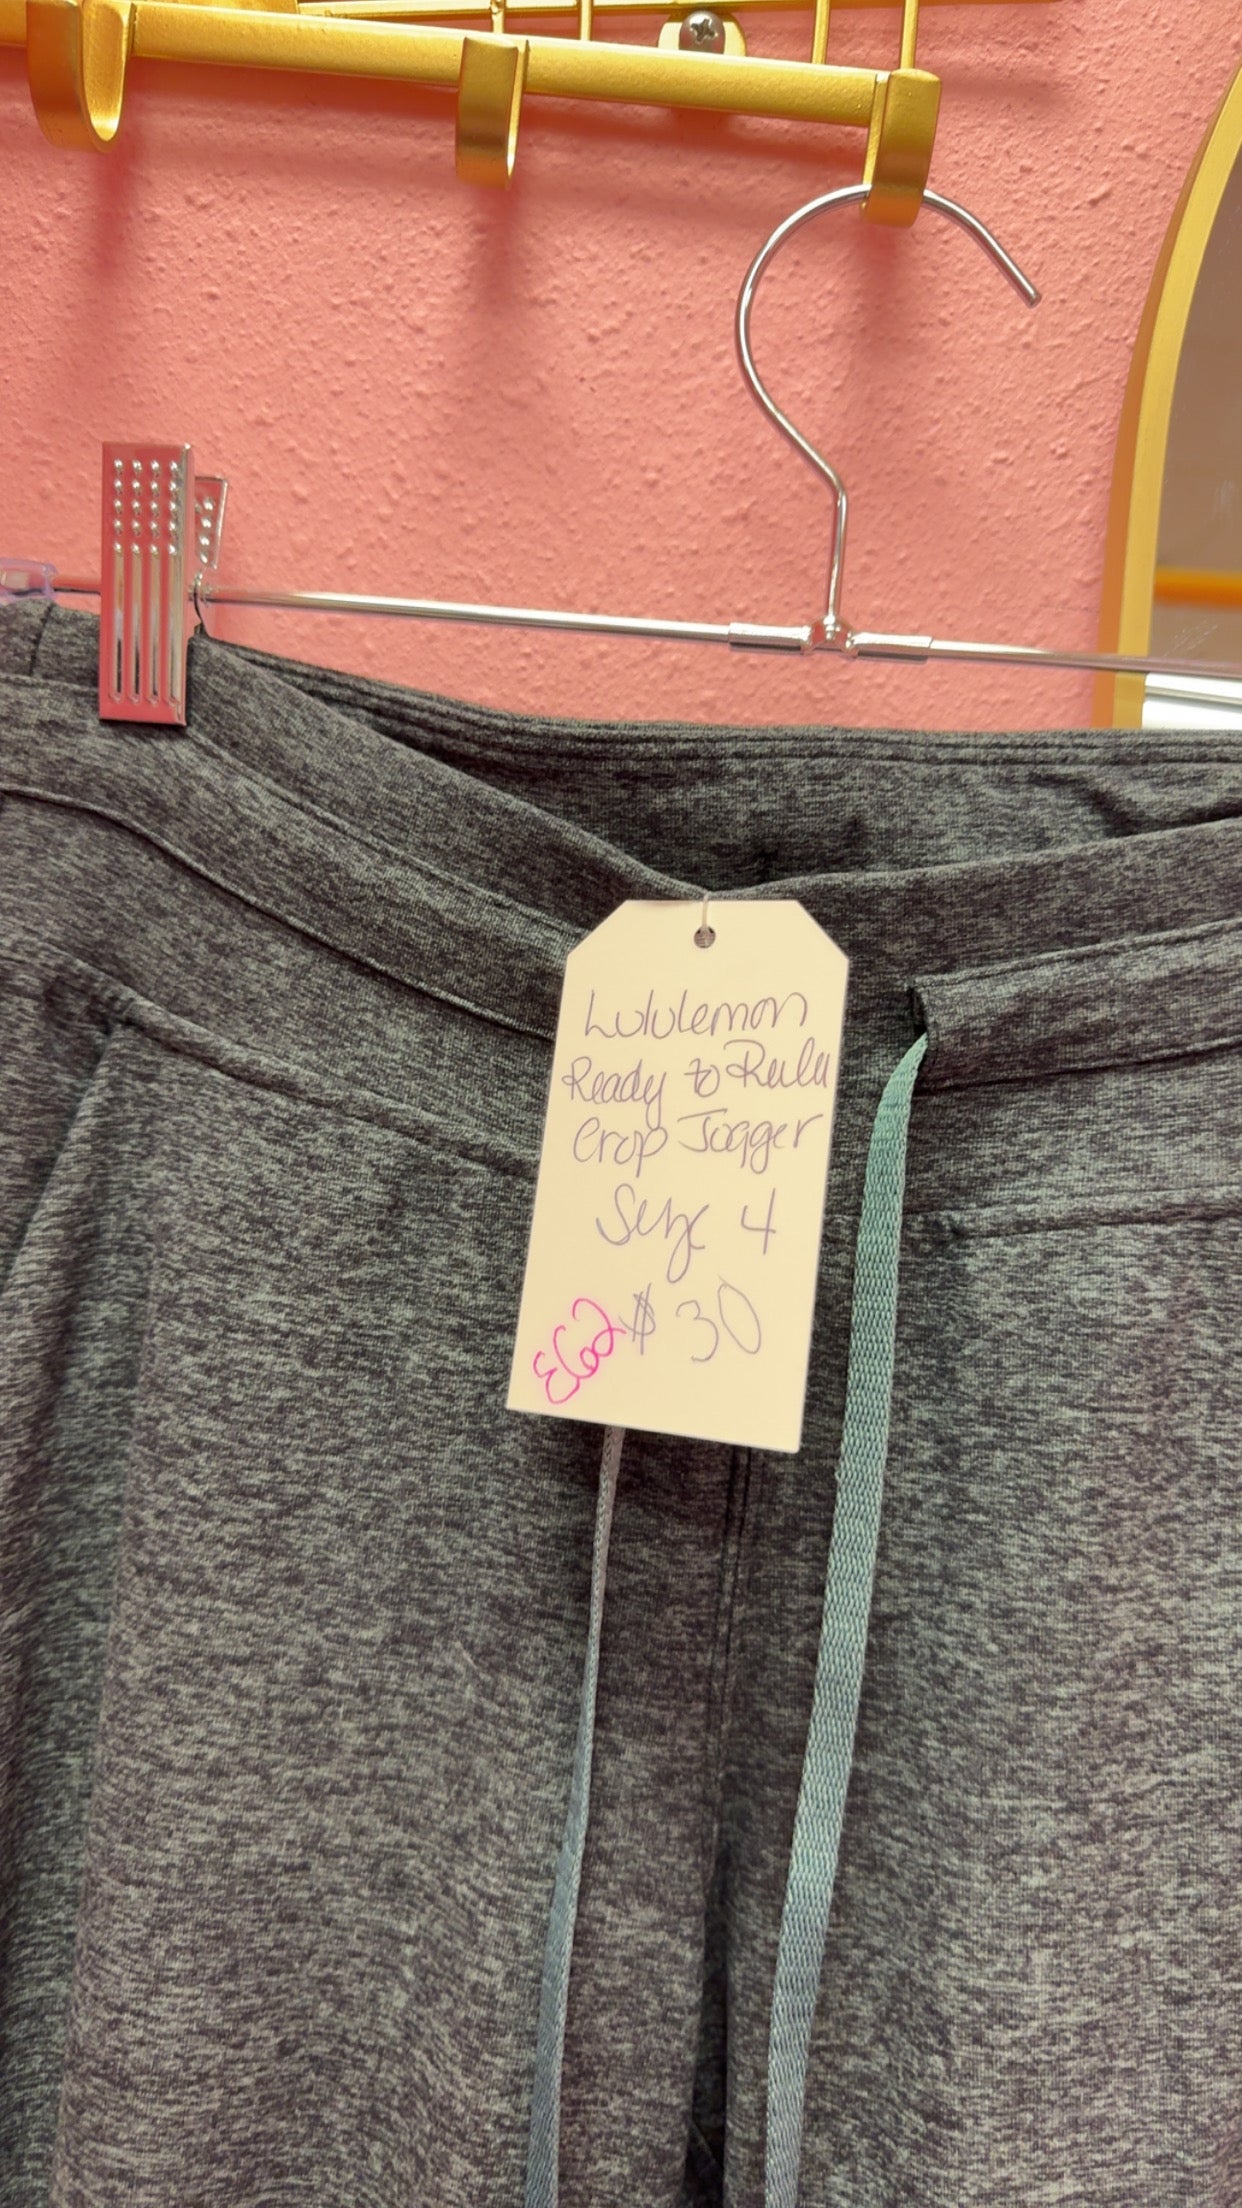 Lululemon
Ready to Rulu
Crop Jogger
Size 4
$30
E62